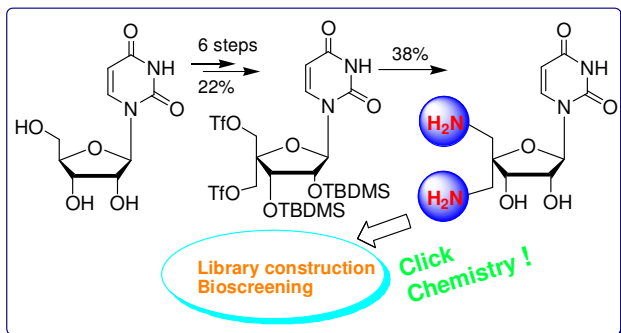 6 steps
22%
38%
O
NH
N
O
HO
O
OH
OH
O
NH
N
O
TfO
O
TfO
OTBDMS
OTBDMS
O
NH
N
O
H2N
O
H2N
OH
OH
Library construction
Bioscreening
Click
Chemistry !